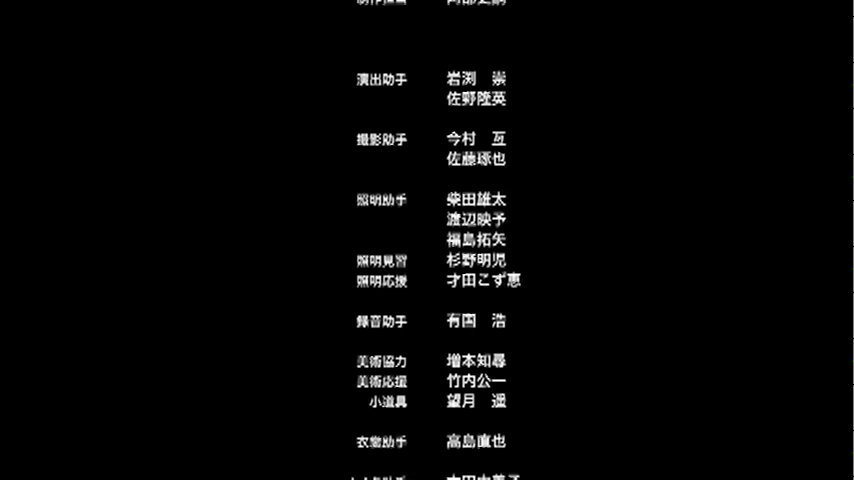 演出助手 岩渕 崇
佐野隆英
撮影助手 今村 亙
佐藤琢也
照明助手 柴田雄太
渡辺映予
福島拓矢
照明見習 杉野明児
照明応援 才田こず恵
録音助手 有国 浩
美術協力 増本知尋
美術応援 竹内公一
小道具 望月 遥
衣裳助手 高島直也